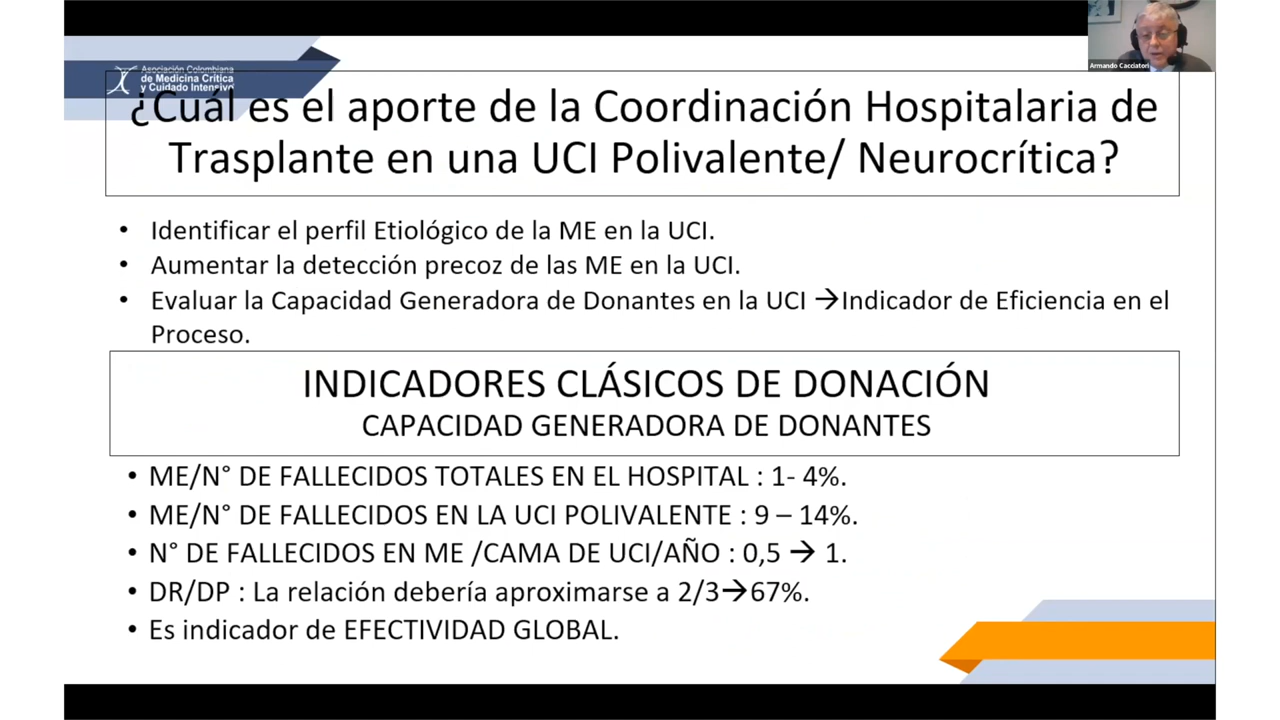 Armando Cacciatori
Asociación Colombiana
de Medicina Crítica
y Cuidado Intensivo
¿Cuál es el aporte de la Coordinación Hospitalaria de
Trasplante en una UCI Polivalente/ Neurocrítica?
• Identificar el perfil Etiológico de la ME en la UCI.
• Aumentar la detección precoz de las ME en la UCI.
• Evaluar la Capacidad Generadora de Donantes en la UCI →Indicador de Eficiencia en el
Proceso.
INDICADORES CLÁSICOS DE DONACIÓN
CAPACIDAD GENERADORA DE DONANTES
• ME/N° DE FALLECIDOS TOTALES EN EL HOSPITAL : 1- 4%.
• ME/N° DE FALLECIDOS EN LA UCI POLIVALENTE : 9 – 14%.
• N° DE FALLECIDOS EN ME /CAMA DE UCI/AÑO : 0,5 → 1.
• DR/DP : La relación debería aproximarse a 2/3→67%.
• Es indicador de EFECTIVIDAD GLOBAL.